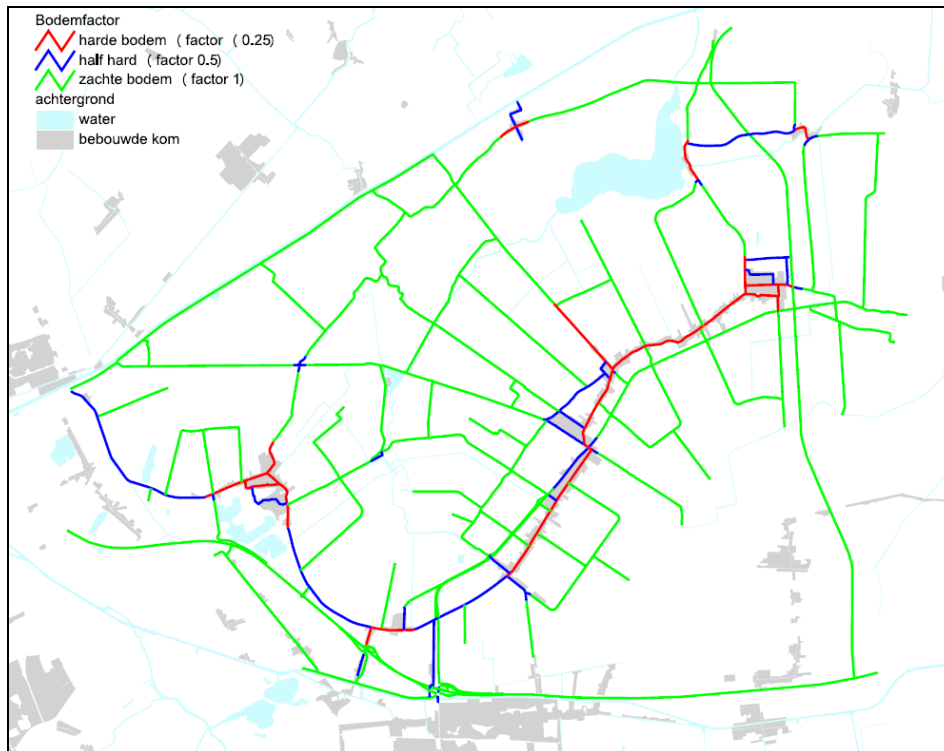 Bodemfactor
harde bodem ( factor ( 0.25)
half hard ( factor 0.5)
zachte bodem ( factor 1)
achtergrond
water
bebouwde kom